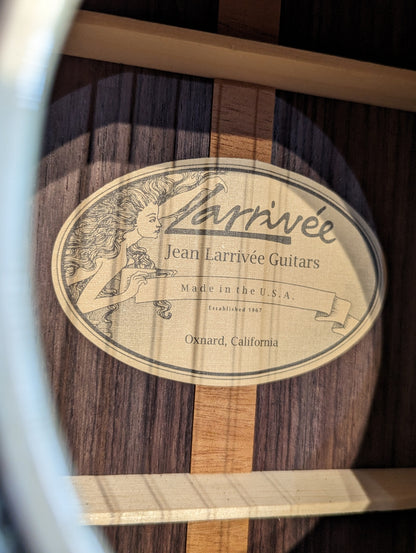 Larrivée
Jean Larrivée Guitars
Made in the U.S.A.
Established 1967
Oxnard, California